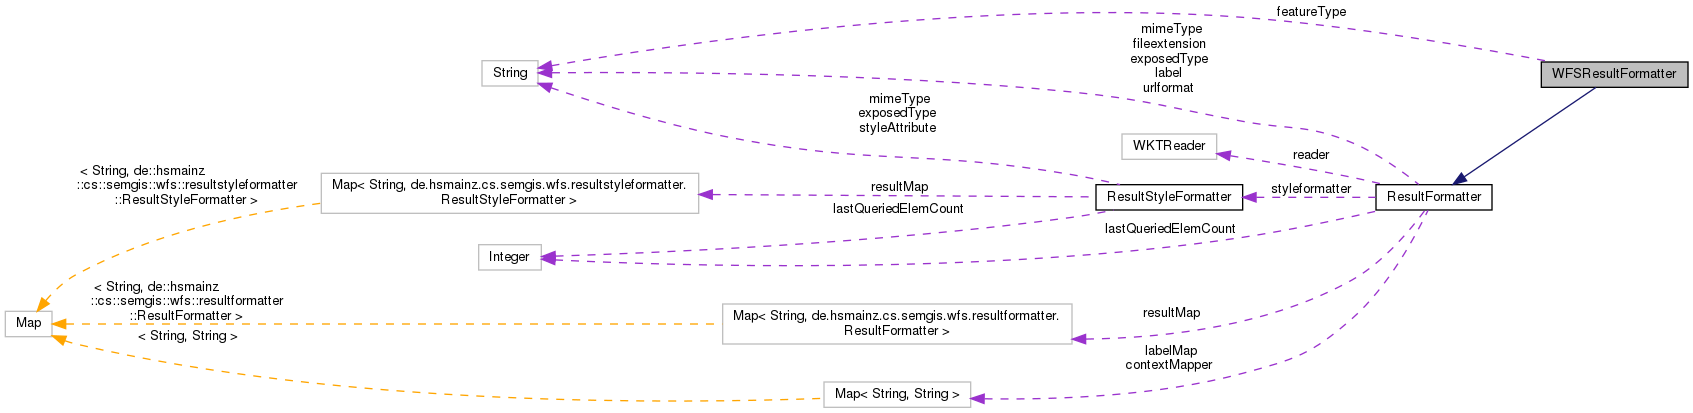 featureType
mimeType
fileextension
exposedType
label
urlformat
String
WFSResultFormatter
mimeType
exposedType
styleAttribute
WKTReader
reader
< String, de::hsmainz
::cs::semgis::wfs::resultstyleformatter
::ResultStyleFormatter >
Map< String, de.hsmainz.cs.semgis.wfs.resultstyleformatter.
ResultStyleFormatter >
resultMap
ResultStyleFormatter
styleformatter
ResultFormatter
lastQueriedElemCount
lastQueriedElemCount
Integer
< String, de::hsmainz
::cs::semgis::wfs::resultformatter
::ResultFormatter >
Map
Map< String, de.hsmainz.cs.semgis.wfs.resultformatter.
ResultFormatter >
resultMap
< String, String >
labelMap
contextMapper
Map< String, String >